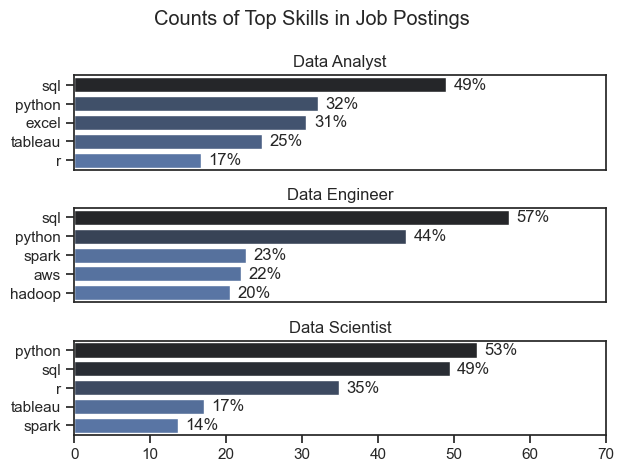 Counts of Top Skills in Job Postings
Data Analyst
sql 49%
python 32%
excel 31%
tableau 25%
r 17%
Data Engineer
sql 57%
python 44%
spark 23%
aws 22%
hadoop 20%
Data Scientist
python 53%
sql 49%
r 35%
tableau 17%
spark 14%
0 10 20 30 40 50 60 70